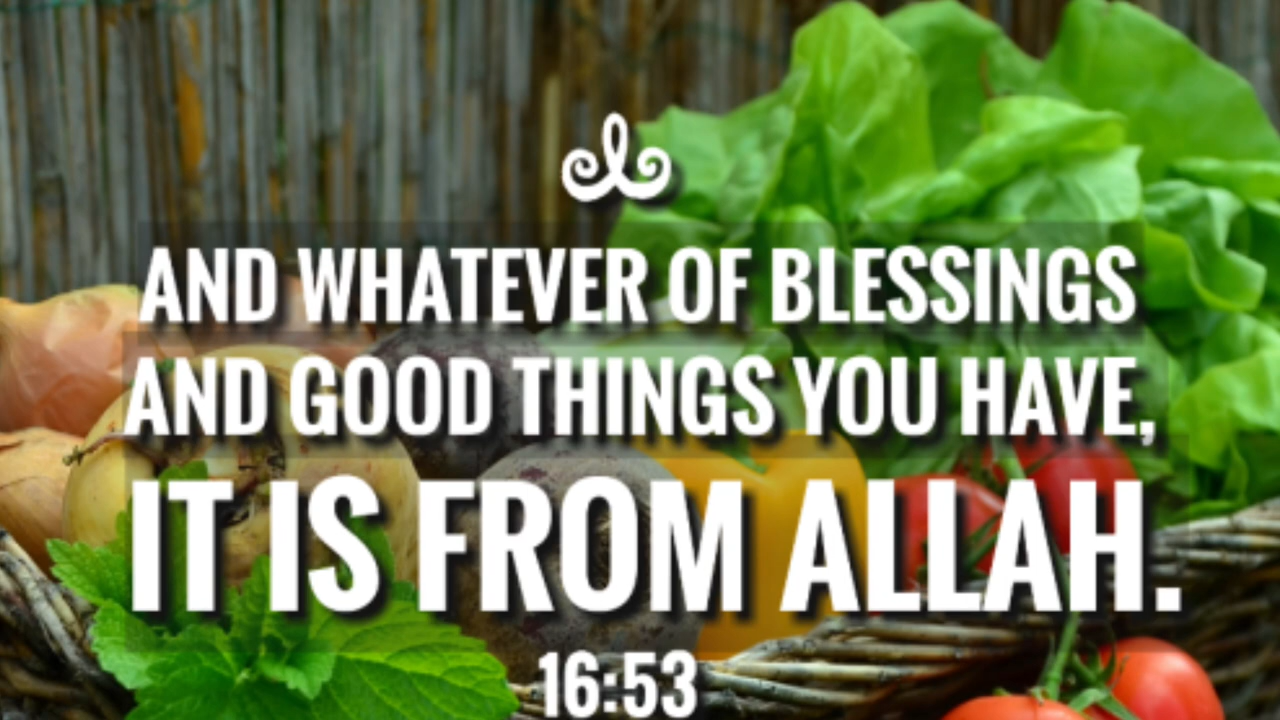 AND WHATEVER OF BLESSINGS
AND GOOD THINGS YOU HAVE,
IT IS FROM ALLAH.
16:53